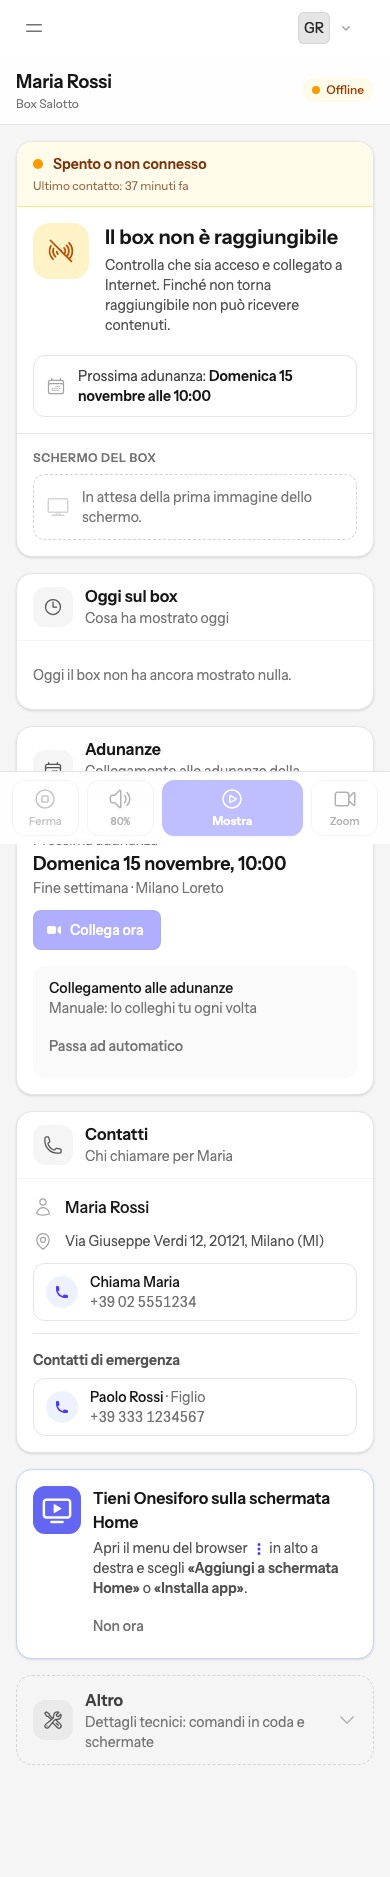 GR
Maria Rossi
Box Salotto
Offline
Spento o non connesso
Ultimo contatto: 37 minuti fa
Il box non è raggiungibile
Controlla che sia acceso e collegato a
Internet. Finché non torna
raggiungibile non può ricevere
contenuti.
Prossima adunanza: Domenica 15
novembre alle 10:00
SCHERMO DEL BOX
In attesa della prima immagine dello
schermo.
Oggi sul box
Cosa ha mostrato oggi
Oggi il box non ha ancora mostrato nulla.
Adunanze
Collegamento alle adunanze della
Ferma
80%
Mostra
Zoom
Prossima adunanza
Domenica 15 novembre, 10:00
Fine settimana · Milano Loreto
Collega ora
Collegamento alle adunanze
Manuale: lo colleghi tu ogni volta
Passa ad automatico
Contatti
Chi chiamare per Maria
Maria Rossi
Via Giuseppe Verdi 12, 20121, Milano (MI)
Chiama Maria
+39 02 5551234
Contatti di emergenza
Paolo Rossi · Figlio
+39 333 1234567
Tieni Onesiforo sulla schermata
Home
Apri il menu del browser ⋮ in alto a
destra e scegli «Aggiungi a schermata
Home» o «Installa app».
Non ora
Altro
Dettagli tecnici: comandi in coda e
schermate